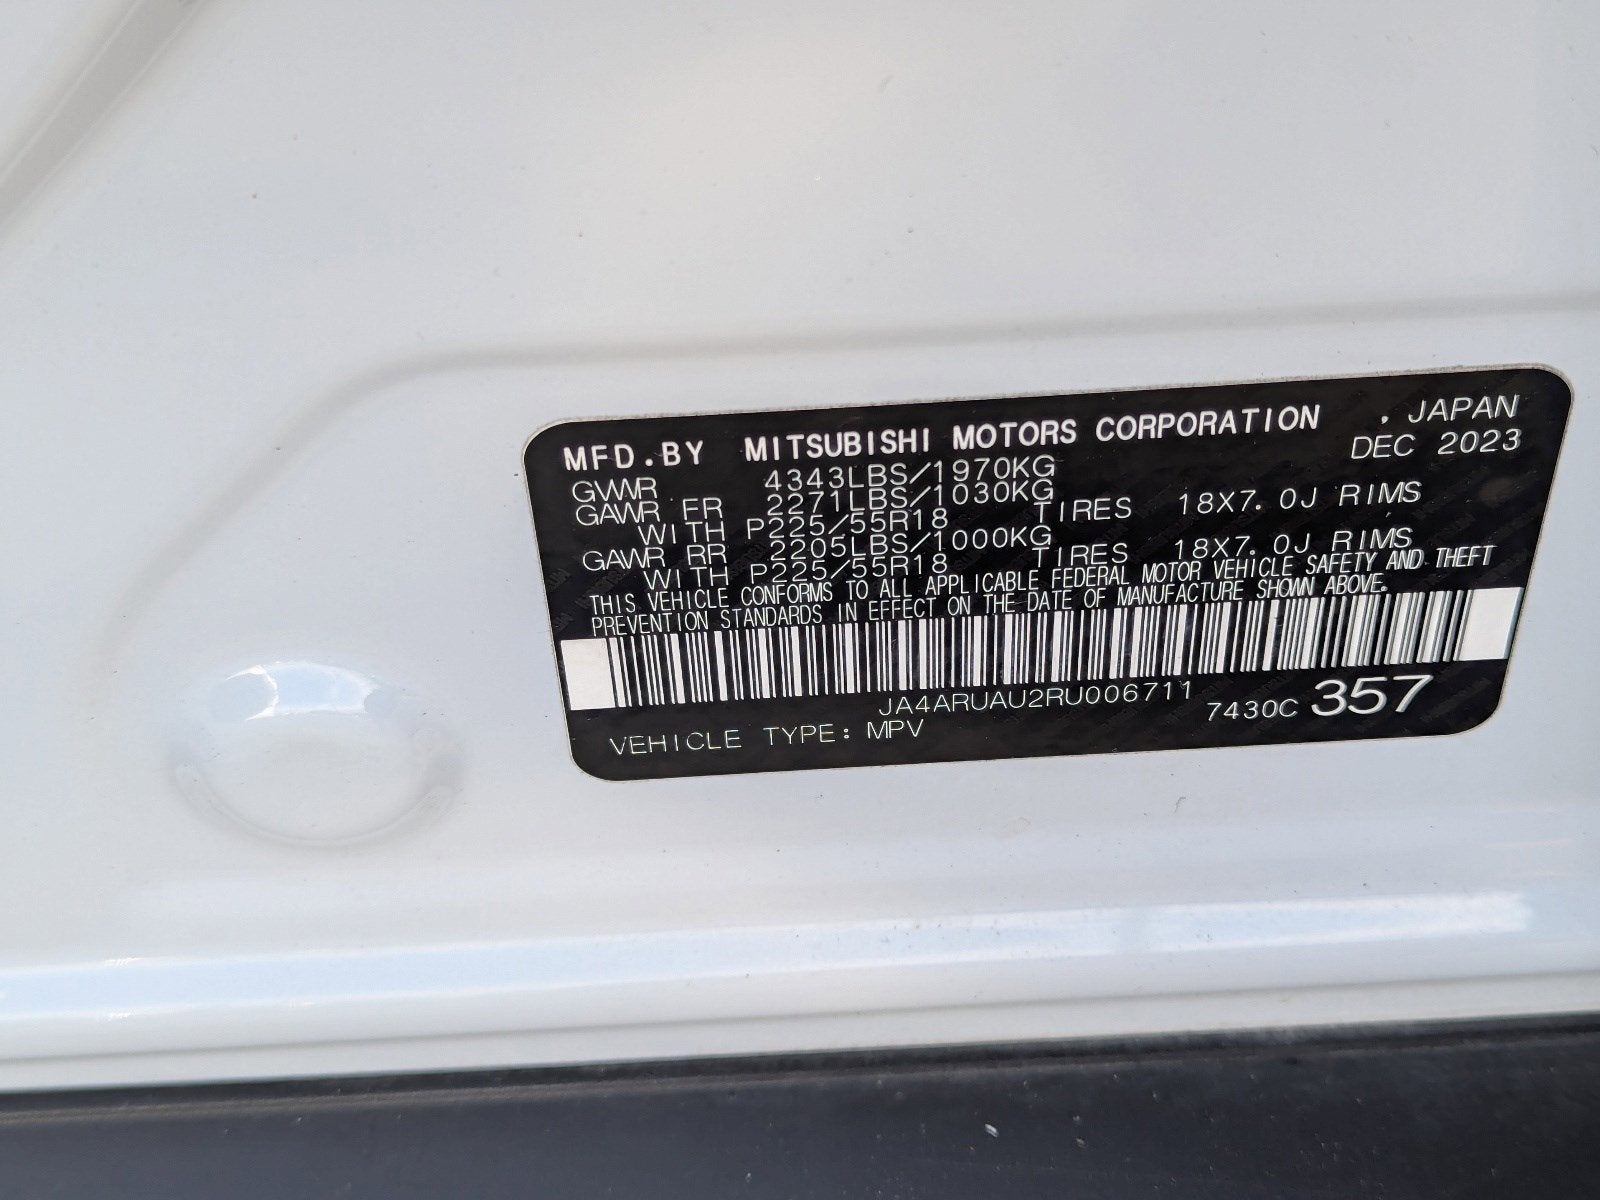 MFD.BY MITSUBISHI MOTORS CORPORATION , JAPAN
GVWR 4343LBS/1970KG DEC 2023
GAWR FR 2271LBS/1030KG
WITH P225/55R18 TIRES 18X7.0J RIMS
GAWR RR 2205LBS/1000KG
WITH P225/55R18 TIRES 18X7.0J RIMS
THIS VEHICLE CONFORMS TO ALL APPLICABLE FEDERAL MOTOR VEHICLE SAFETY AND THEFT
PREVENTION STANDARDS IN EFFECT ON THE DATE OF MANUFACTURE SHOWN ABOVE.
JA4ARUAU2RU006711
VEHICLE TYPE: MPV 7430C 357